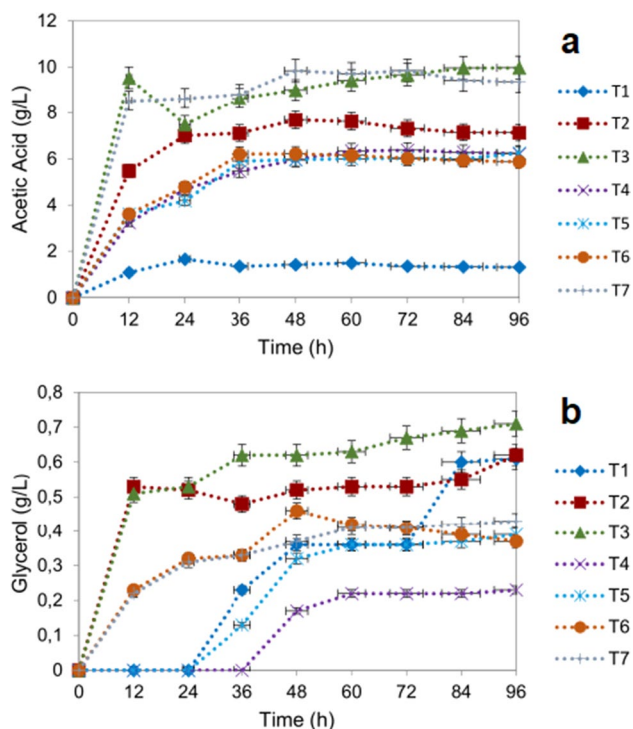 a
Acetic Acid (g/L)
12
10
8
6
4
2
0
0 12 24 36 48 60 72 84 96
Time (h)
T1
T2
T3
T4
T5
T6
T7
b
Glycerol (g/L)
0,8
0,7
0,6
0,5
0,4
0,3
0,2
0,1
0
0 12 24 36 48 60 72 84 96
Time (h)
T1
T2
T3
T4
T5
T6
T7